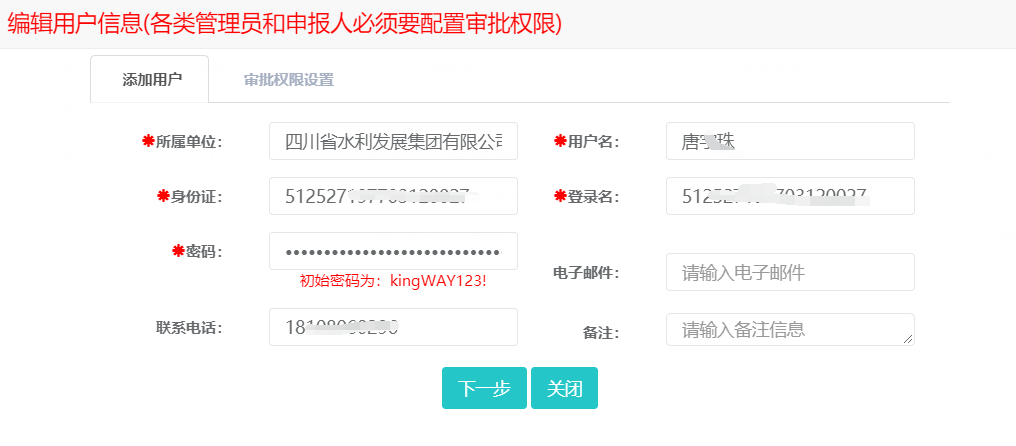 编辑用户信息(各类管理员和申报人必须要配置审批权限)
添加用户 审批权限设置
*所属单位: 四川省水利发展集团有限公司 *用户名:
*身份证: *登录名:
*密码: ••••••••••••••••••••••••••••
初始密码为：kingWAY123!
电子邮件: 请输入电子邮件
联系电话:
备注: 请输入备注信息
下一步 关闭